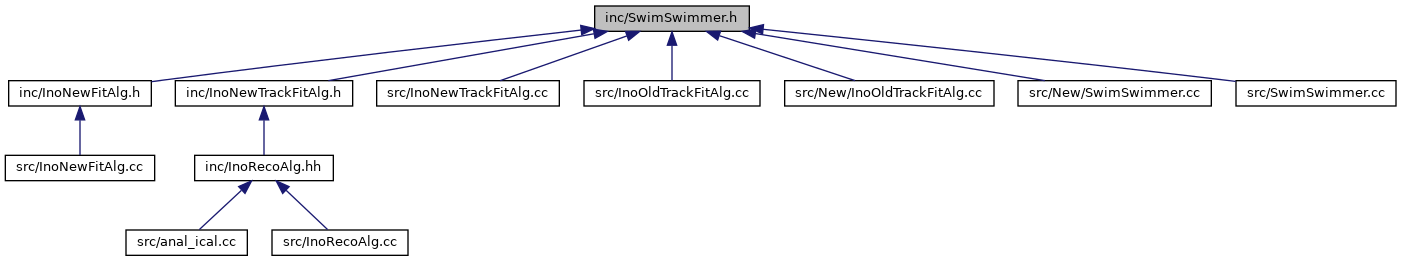 inc/SwimSwimmer.h
inc/InoNewFitAlg.h
inc/InoNewTrackFitAlg.h
src/InoNewTrackFitAlg.cc
src/InoOldTrackFitAlg.cc
src/New/InoOldTrackFitAlg.cc
src/New/SwimSwimmer.cc
src/SwimSwimmer.cc
src/InoNewFitAlg.cc
inc/InoRecoAlg.hh
src/anal_ical.cc
src/InoRecoAlg.cc